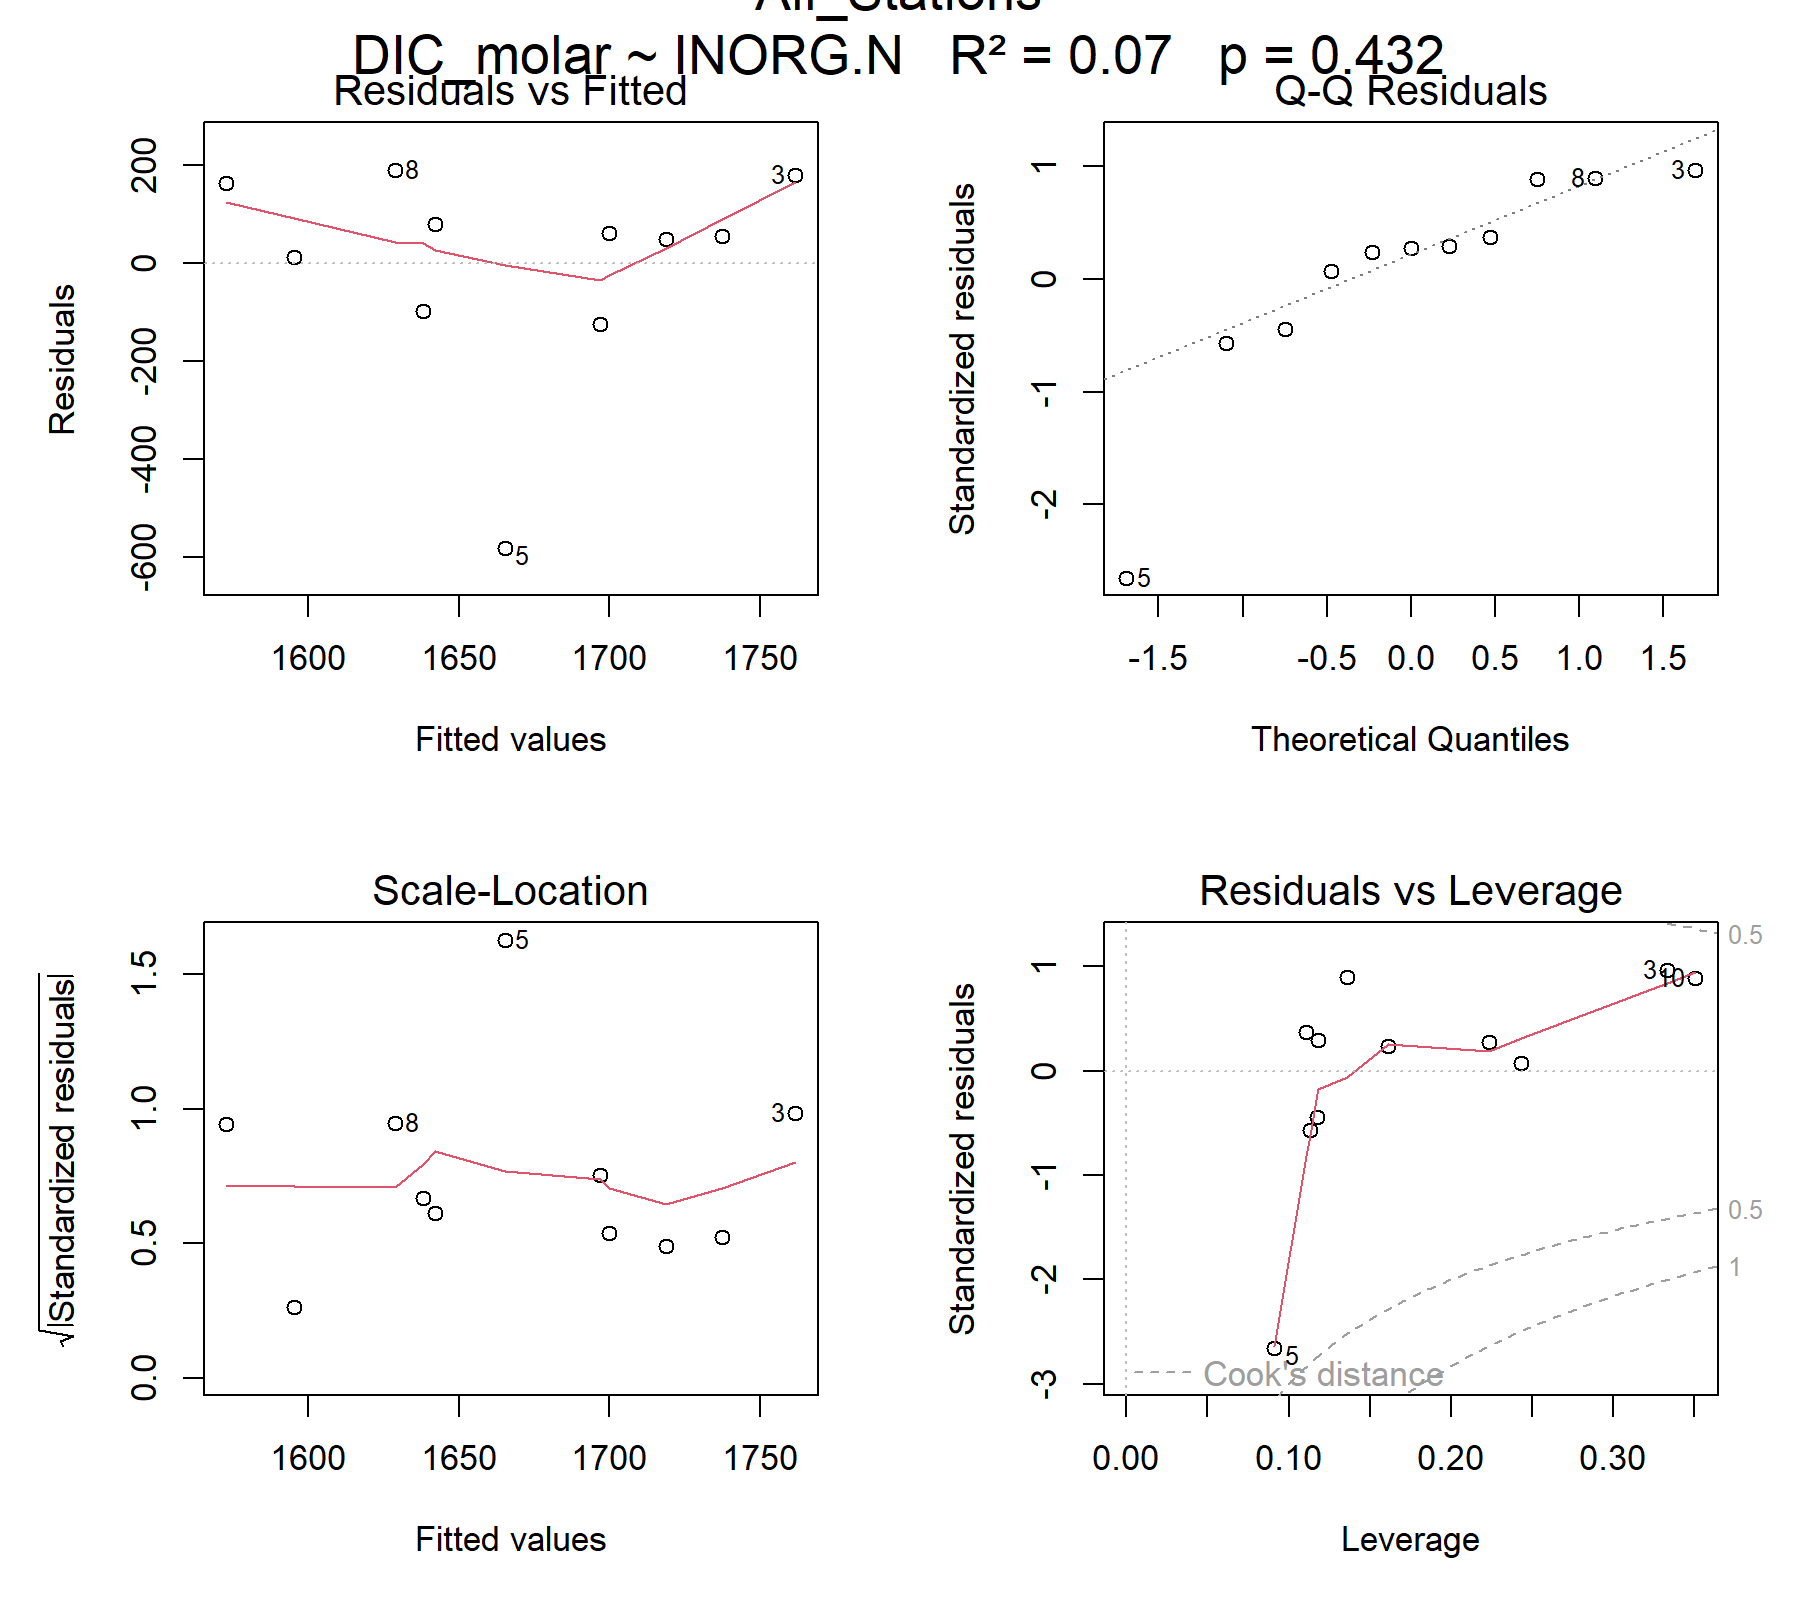 All_Stations
DIC_molar ~ INORG.N R² = 0.07 p = 0.432
Residuals vs Fitted
Residuals
200
0
-200
-400
-600
8
3
5
1600 1650 1700 1750
Fitted values
Q-Q Residuals
Standardized residuals
1
0
-1
-2
8
3
5
-1.5 -0.5 0.0 0.5 1.0 1.5
Theoretical Quantiles
Scale-Location
√|Standardized residuals|
1.5
1.0
0.5
0.0
5
8
3
1600 1650 1700 1750
Fitted values
Residuals vs Leverage
Standardized residuals
1
0
-1
-2
-3
0.5
3
10
0.5
1
5
Cook's distance
0.00 0.10 0.20 0.30
Leverage